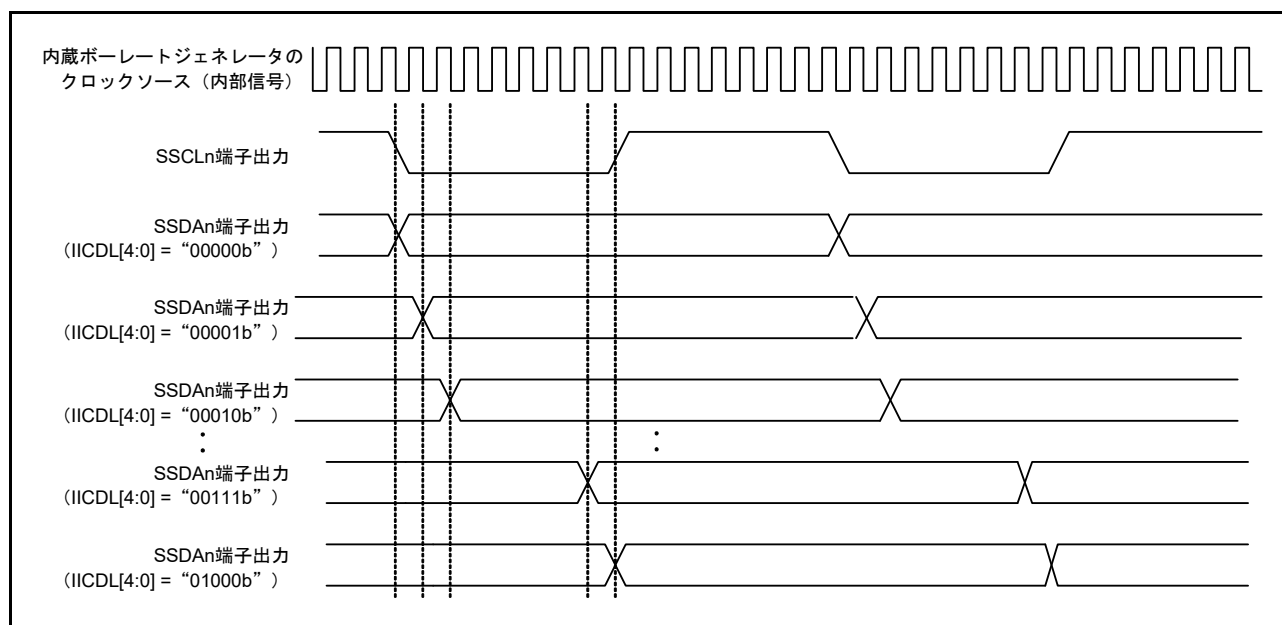 内蔵ボーレートジェネレータの
クロックソース（内部信号）
SSCLn端子出力
SSDAn端子出力
（IICDL[4:0] = “00000b”）
SSDAn端子出力
（IICDL[4:0] = “00001b”）
SSDAn端子出力
（IICDL[4:0] = “00010b”）
SSDAn端子出力
（IICDL[4:0] = “00111b”）
SSDAn端子出力
（IICDL[4:0] = “01000b”）